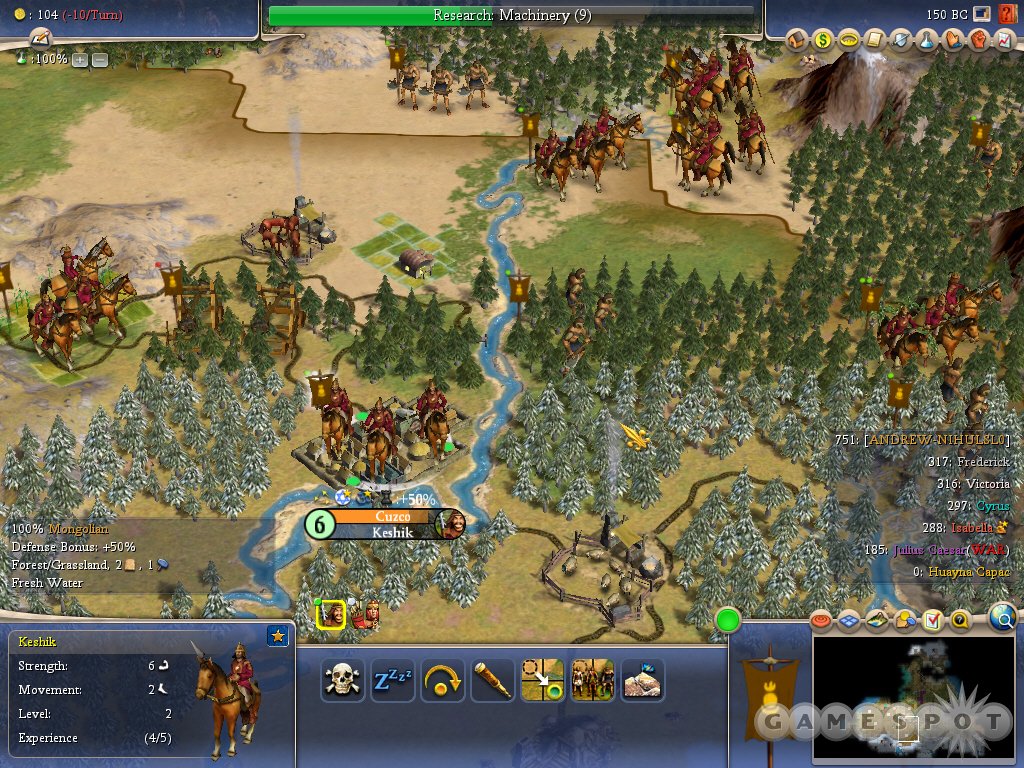 : 104 (-10/Turn)
Research: Machinery (9)
150 BC
:100%
+50%
6
Cuzco
Keshik
751: [ANDREW-NIHULSL0]
317: Frederick
316: Victoria
297: Cyrus
288: Isabella
185: Julius Caesar(WAR)
0: Huayna Capac
100% Mongolian
Defense Bonus: +50%
Forest/Grassland, 2 , 1
Fresh Water
Keshik
Strength: 6
Movement: 2
Level: 2
Experience (4/5)
Zzzz
GAMESPOT